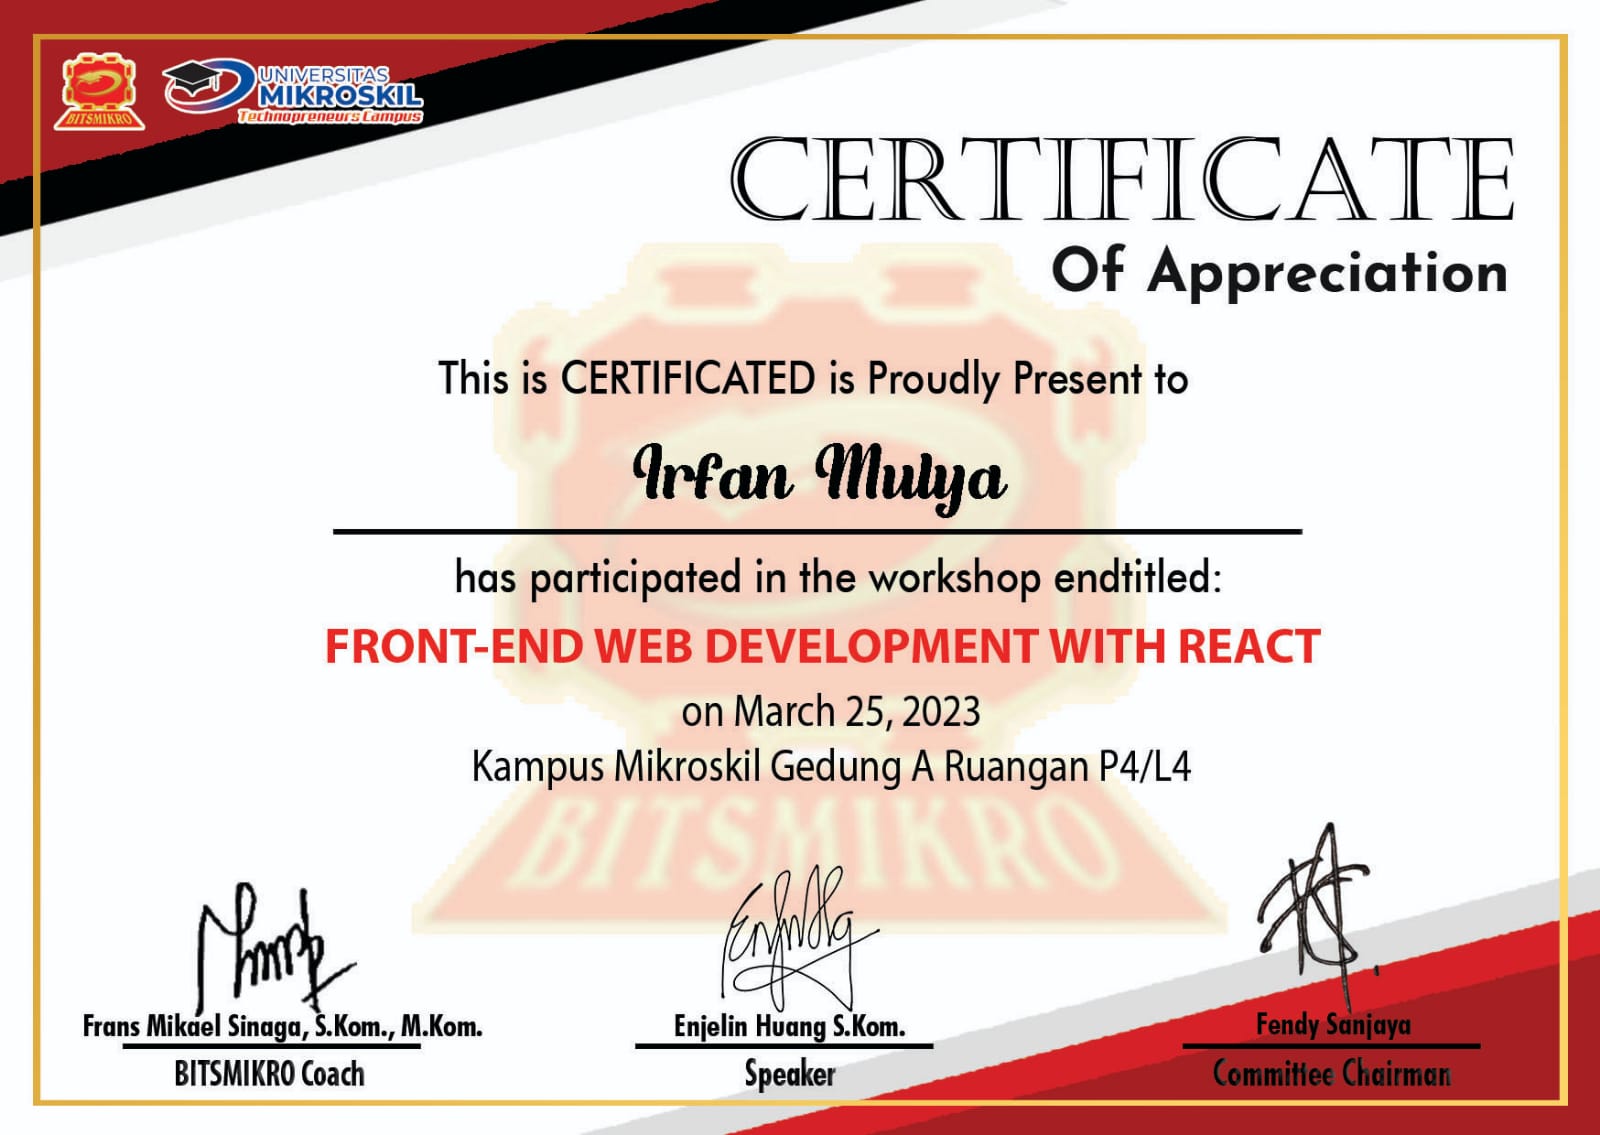 BITSMIKRO
UNIVERSITAS
MIKROSKIL
Technopreneurs Campus
CERTIFICATE
Of Appreciation
This is CERTIFICATED is Proudly Present to
Irfan Mulya
has participated in the workshop endtitled:
FRONT-END WEB DEVELOPMENT WITH REACT
on March 25, 2023
Kampus Mikroskil Gedung A Ruangan P4/L4
BITSMIKRO
Frans Mikael Sinaga, S.Kom., M.Kom.
BITSMIKRO Coach
Enjelin Huang S.Kom.
Speaker
Fendy Sanjaya
Committee Chairman